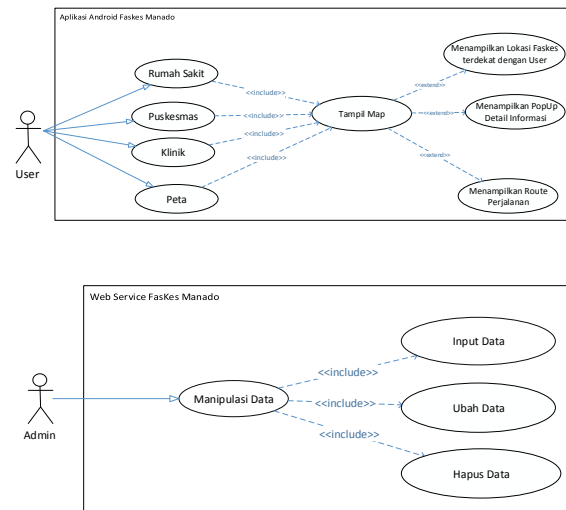 Aplikasi Android Faskes Manado
Menampilkan Lokasi Faskes
terdekat dengan User
Rumah Sakit
<<include>>
<<extend>>
Puskesmas
<<include>>
Tampil Map
<<extend>>
Menampilkan PopUp
Detail Informasi
Klinik
<<include>>
<<include>>
<<extend>>
User
Peta
Menampilkan Route
Perjalanan
Web Service FasKes Manado
Input Data
<<include>>
Manipulasi Data
<<include>>
Ubah Data
Admin
<<include>>
Hapus Data